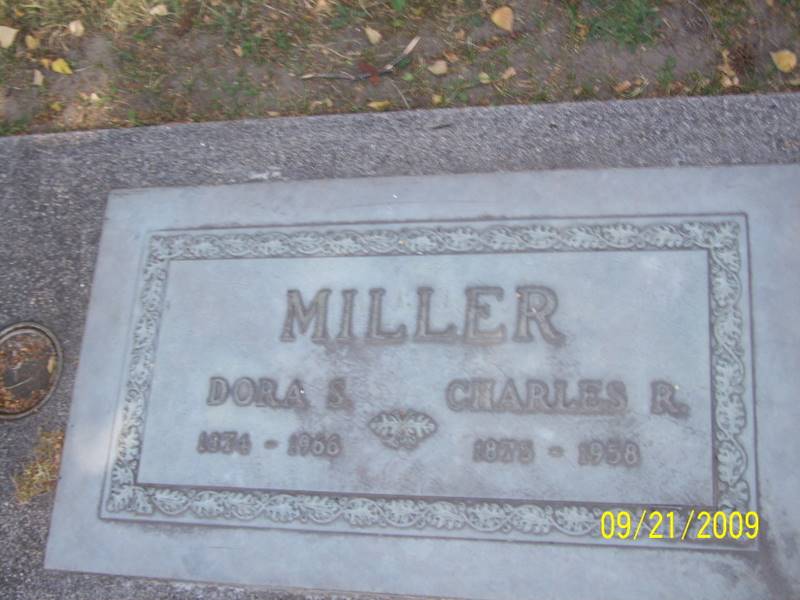 MILLER
DORA S. CHARLES R.
1874 - 1966 1875 - 1958
09/21/2009